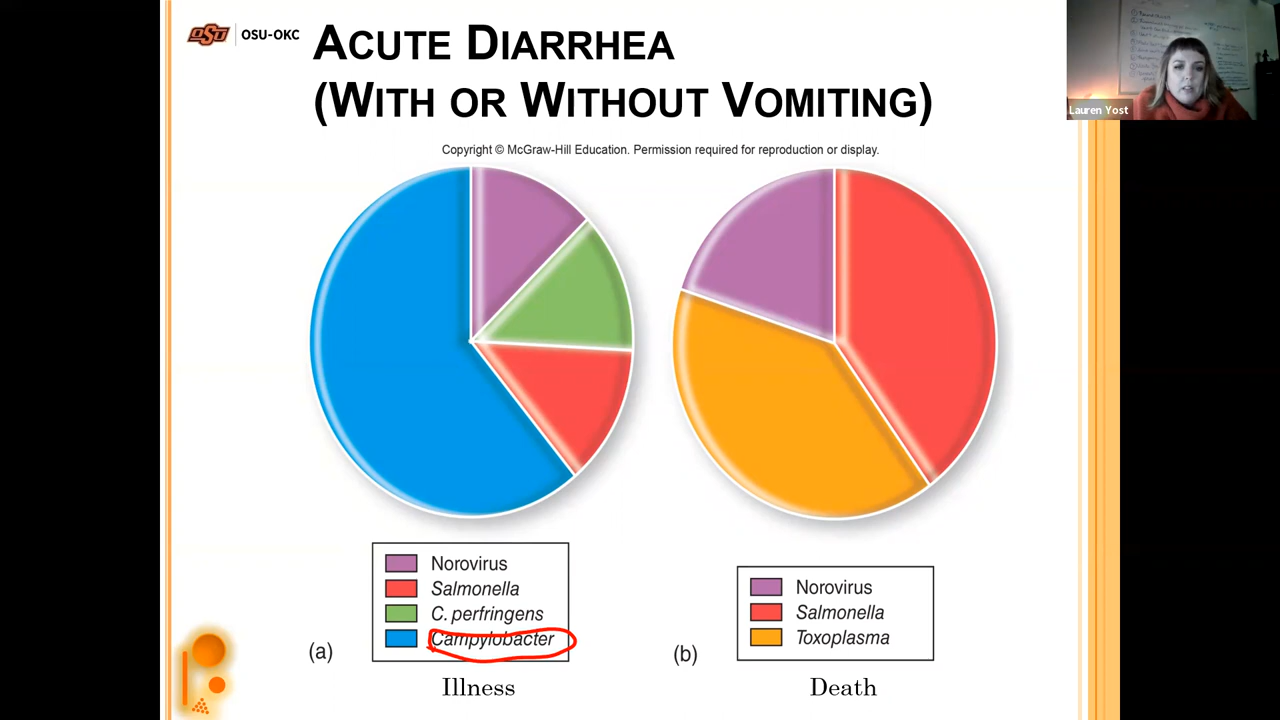 OSU
OSU-OKC
ACUTE DIARRHEA
(WITH OR WITHOUT VOMITING)
Copyright © McGraw-Hill Education. Permission required for reproduction or display.
Norovirus
Salmonella
C. perfringens
Campylobacter
(a)
Illness
Norovirus
Salmonella
Toxoplasma
(b)
Death
Lauren Yost